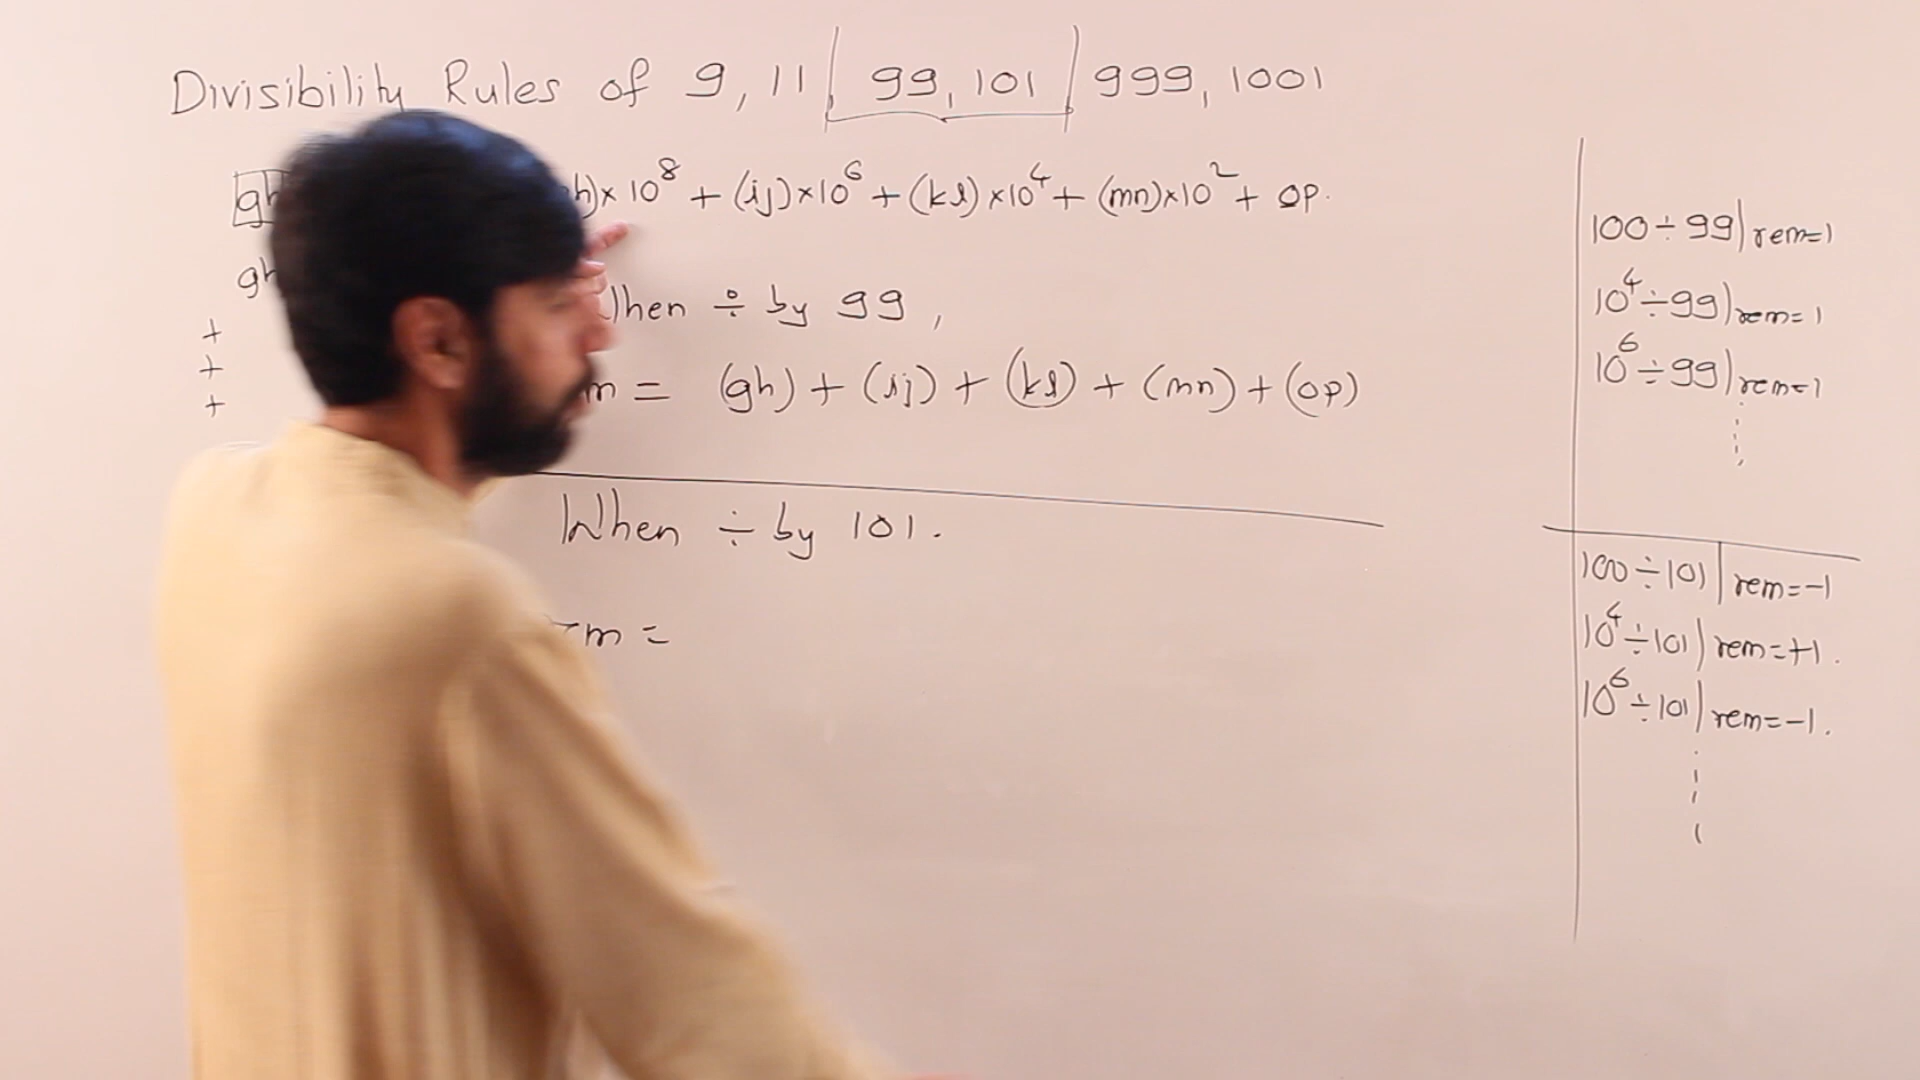 Divisibility Rules of 9, 11 | 99, 101 | 999, 1001
gh h)×10⁸ + (ij)×10⁶ + (kl)×10⁴ + (mn)×10² + op.
gh
When ÷ by 99,
+
+
+
m = (gh) + (ij) + (kl) + (mn) + (op)
When ÷ by 101.
m =
100 ÷ 99 | rem=1
10⁴ ÷ 99 | rem=1
10⁶ ÷ 99 | rem=1
100 ÷ 101 | rem=-1
10⁴ ÷ 101 | rem=+1.
10⁶ ÷ 101 | rem=-1.